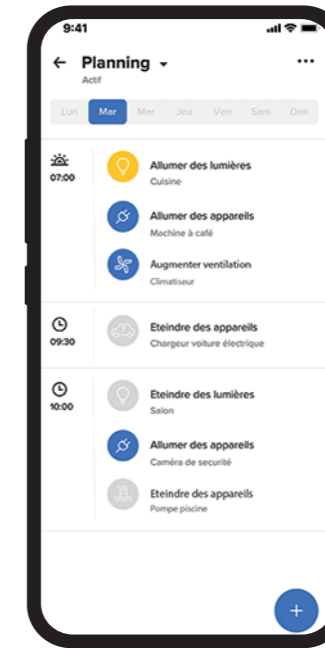 9:41
Planning
Actif
Lun Mar Mer Jeu Ven Sam Dim
07:00
Allumer des lumières
Cuisine
Allumer des appareils
Machine à café
Augmenter ventilation
Climatiseur
09:30
Eteindre des appareils
Chargeur voiture électrique
10:00
Eteindre des lumières
Salon
Allumer des appareils
Caméra de securité
Eteindre des appareils
Pompe piscine